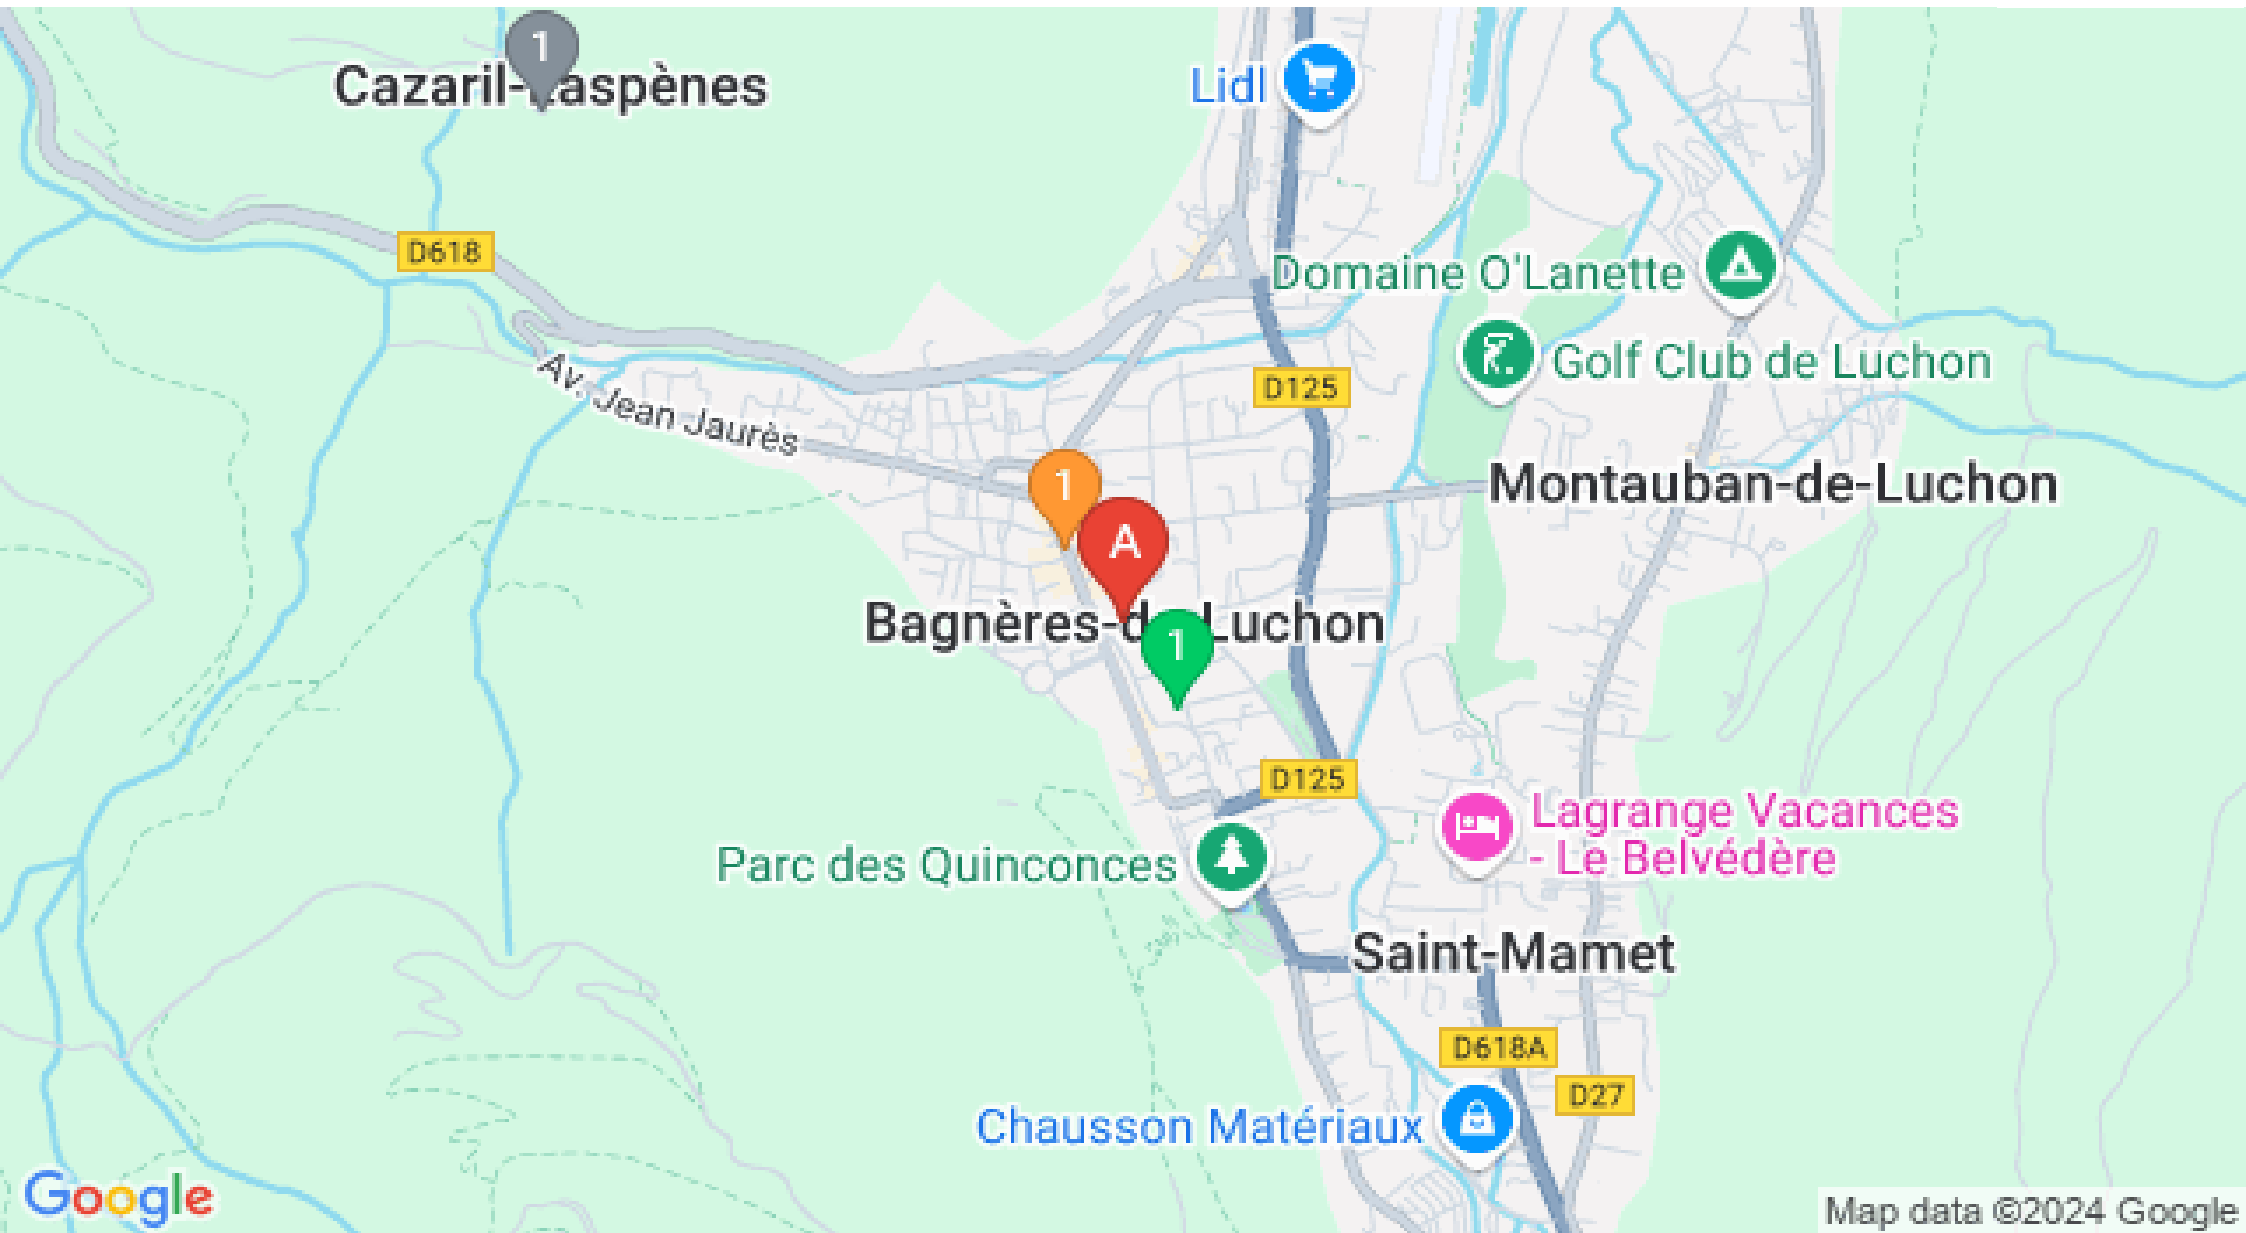 1
Cazaril-Laspènes
Lidl
D618
Domaine O'Lanette
Golf Club de Luchon
Av. Jean Jaurès
D125
1
Montauban-de-Luchon
A
Bagnères-de-Luchon
1
D125
Lagrange Vacances
- Le Belvédère
Parc des Quinconces
Saint-Mamet
D618A
D27
Chausson Matériaux
Google
Map data ©2024 Google